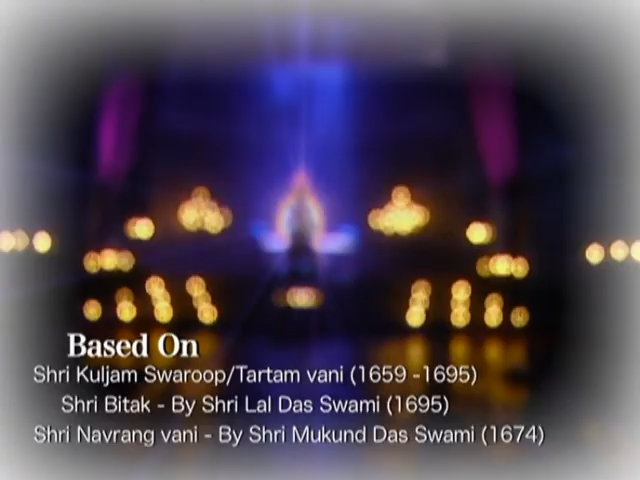 Based On
Shri Kuljam Swaroop/Tartam vani (1659 -1695)
Shri Bitak - By Shri Lal Das Swami (1695)
Shri Navrang vani - By Shri Mukund Das Swami (1674)